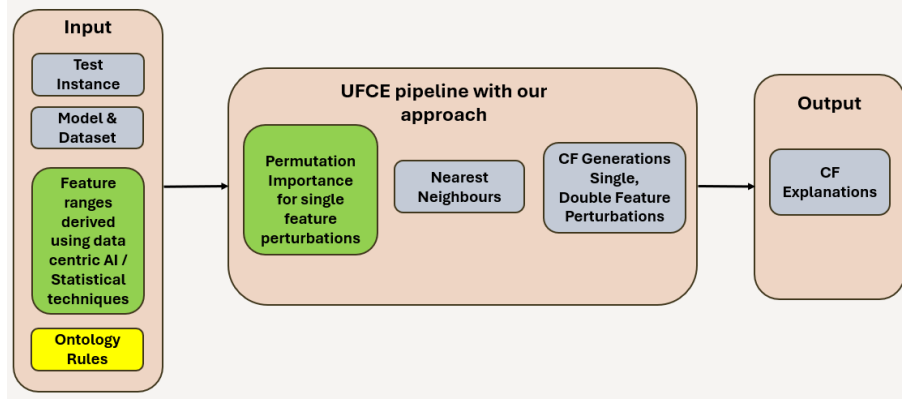 Input
Test
Instance
Model &
Dataset
Feature
ranges
derived
using data
centric AI /
Statistical
techniques
Ontology
Rules
UFCE pipeline with our
approach
Permutation
Importance
for single
feature
perturbations
Nearest
Neighbours
CF Generations
Single,
Double Feature
Perturbations
Output
CF
Explanations